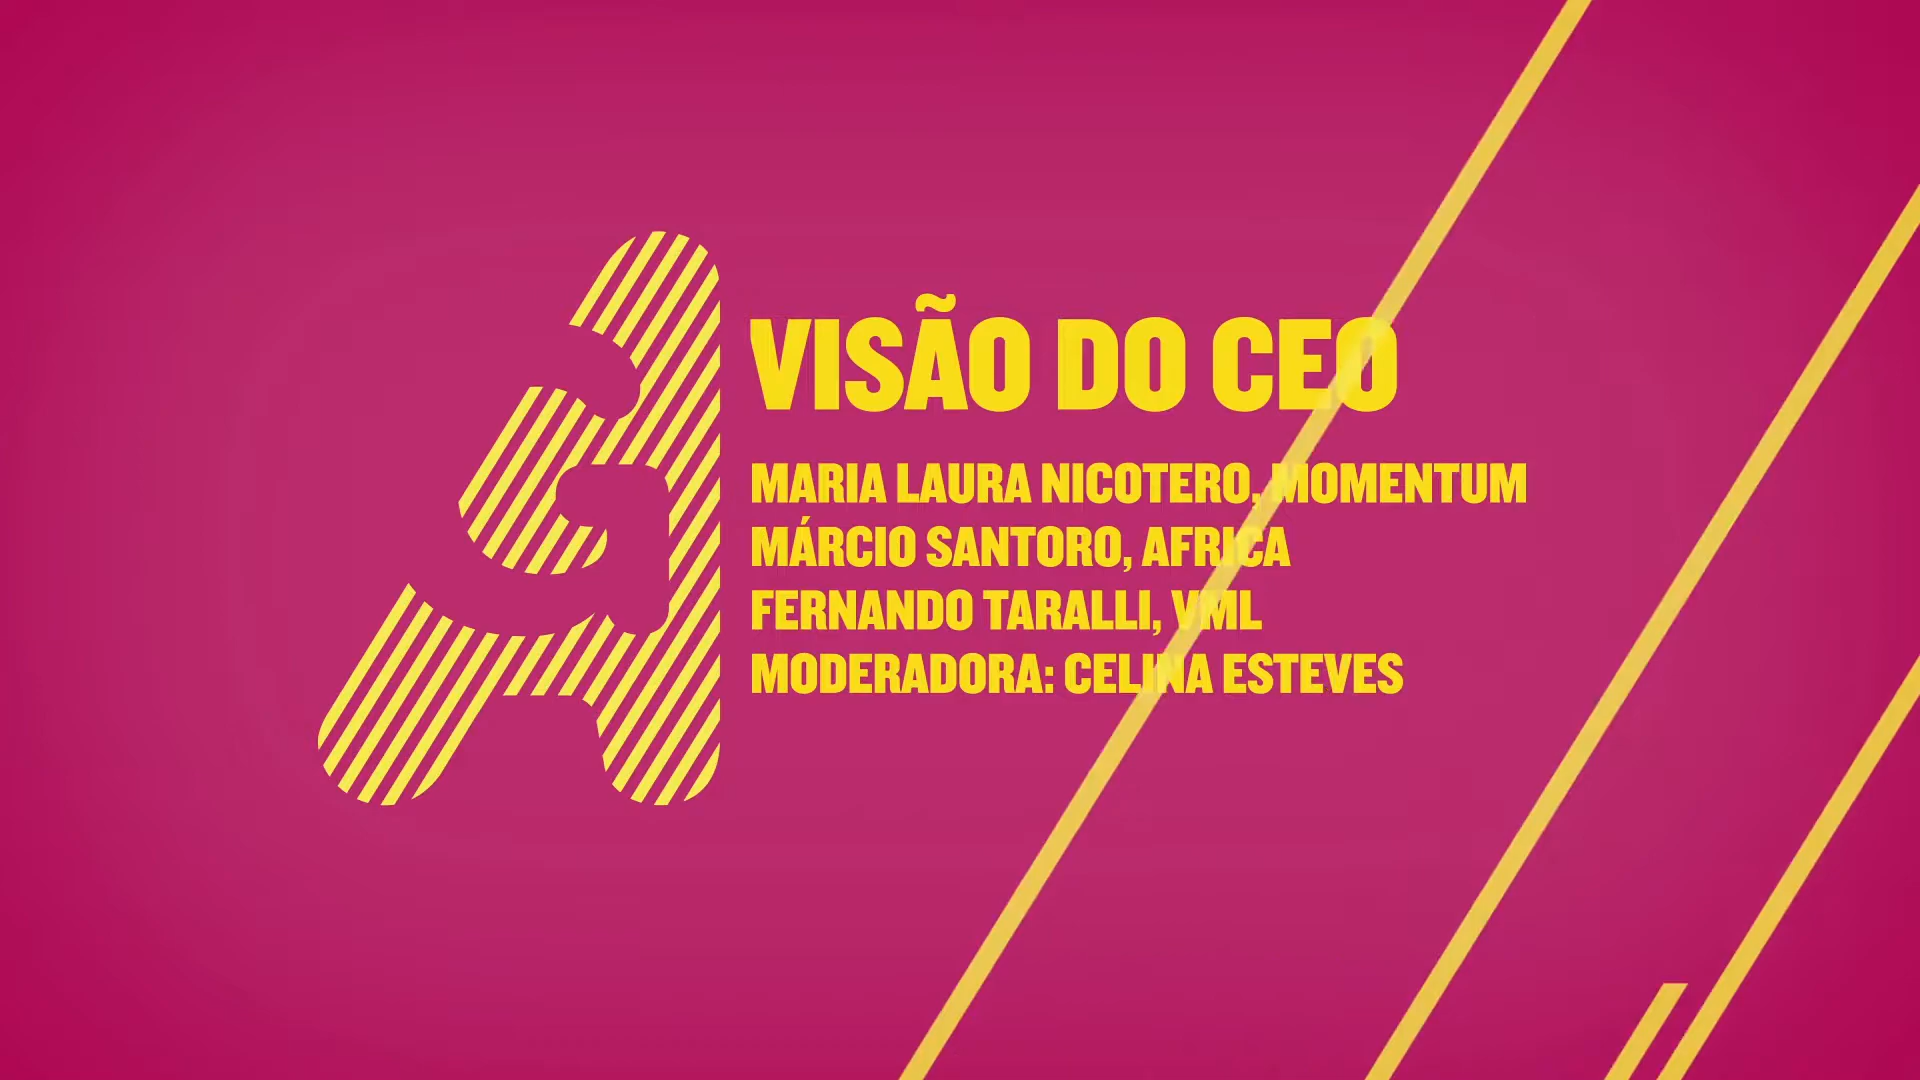 VISÃO DO CEO
MARIA LAURA NICOTERO, MOMENTUM
MÁRCIO SANTORO, AFRICA
FERNANDO TARALLI, VML
MODERADORA: CELINA ESTEVES